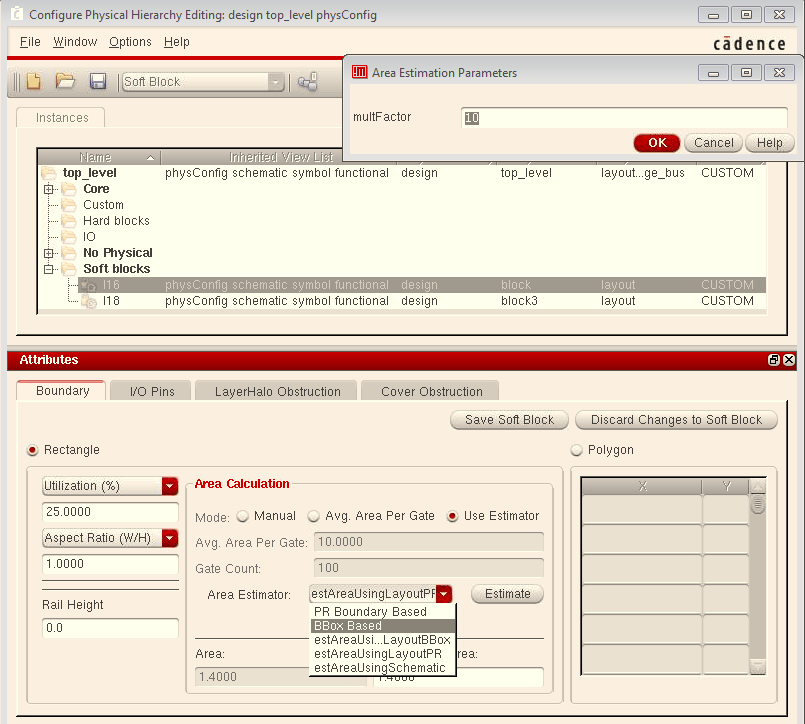 Configure Physical Hierarchy Editing: design top_level physConfig
File Window Options Help
cādence
Soft Block
Area Estimation Parameters
multFactor 10
OK Cancel Help
Instances
Name Inherited View List
top_level physConfig schematic symbol functional design top_level layout...ge_bus CUSTOM
Core
Custom
Hard blocks
IO
No Physical
Soft blocks
I16 physConfig schematic symbol functional design block layout CUSTOM
I18 physConfig schematic symbol functional design block3 layout CUSTOM
Attributes
Boundary I/O Pins LayerHalo Obstruction Cover Obstruction
Save Soft Block Discard Changes to Soft Block
Rectangle Polygon
Utilization (%)
25.0000
Aspect Ratio (W/H)
1.0000
Rail Height
0.0
Area Calculation
Mode: Manual Avg. Area Per Gate Use Estimator
Avg. Area Per Gate: 10.0000
Gate Count: 100
Area Estimator: estAreaUsingLayoutPR Estimate
PR Boundary Based
BBox Based
estAreaUsi...LayoutBBox
estAreaUsingLayoutPR
estAreaUsingSchematic
Area: rea:
1.4000 1.4000
X Y